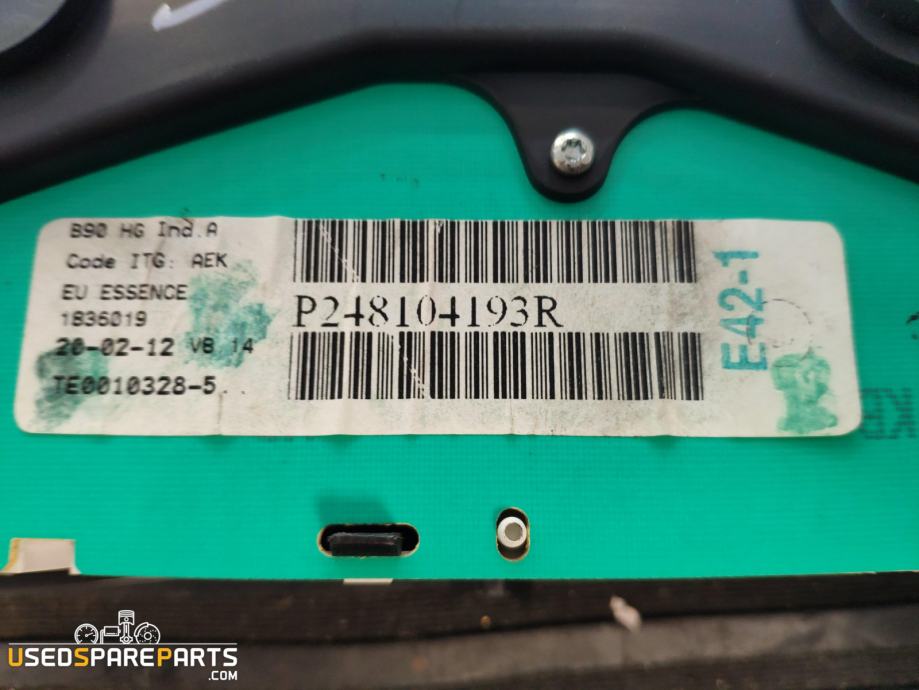 B90 HG Ind.A
Code ITG: AEK
EU ESSENCE
1836019
20-02-12 VB 14
TE0010328-5..
P248104193R
E42-1
USEDSPAREPARTS
.COM